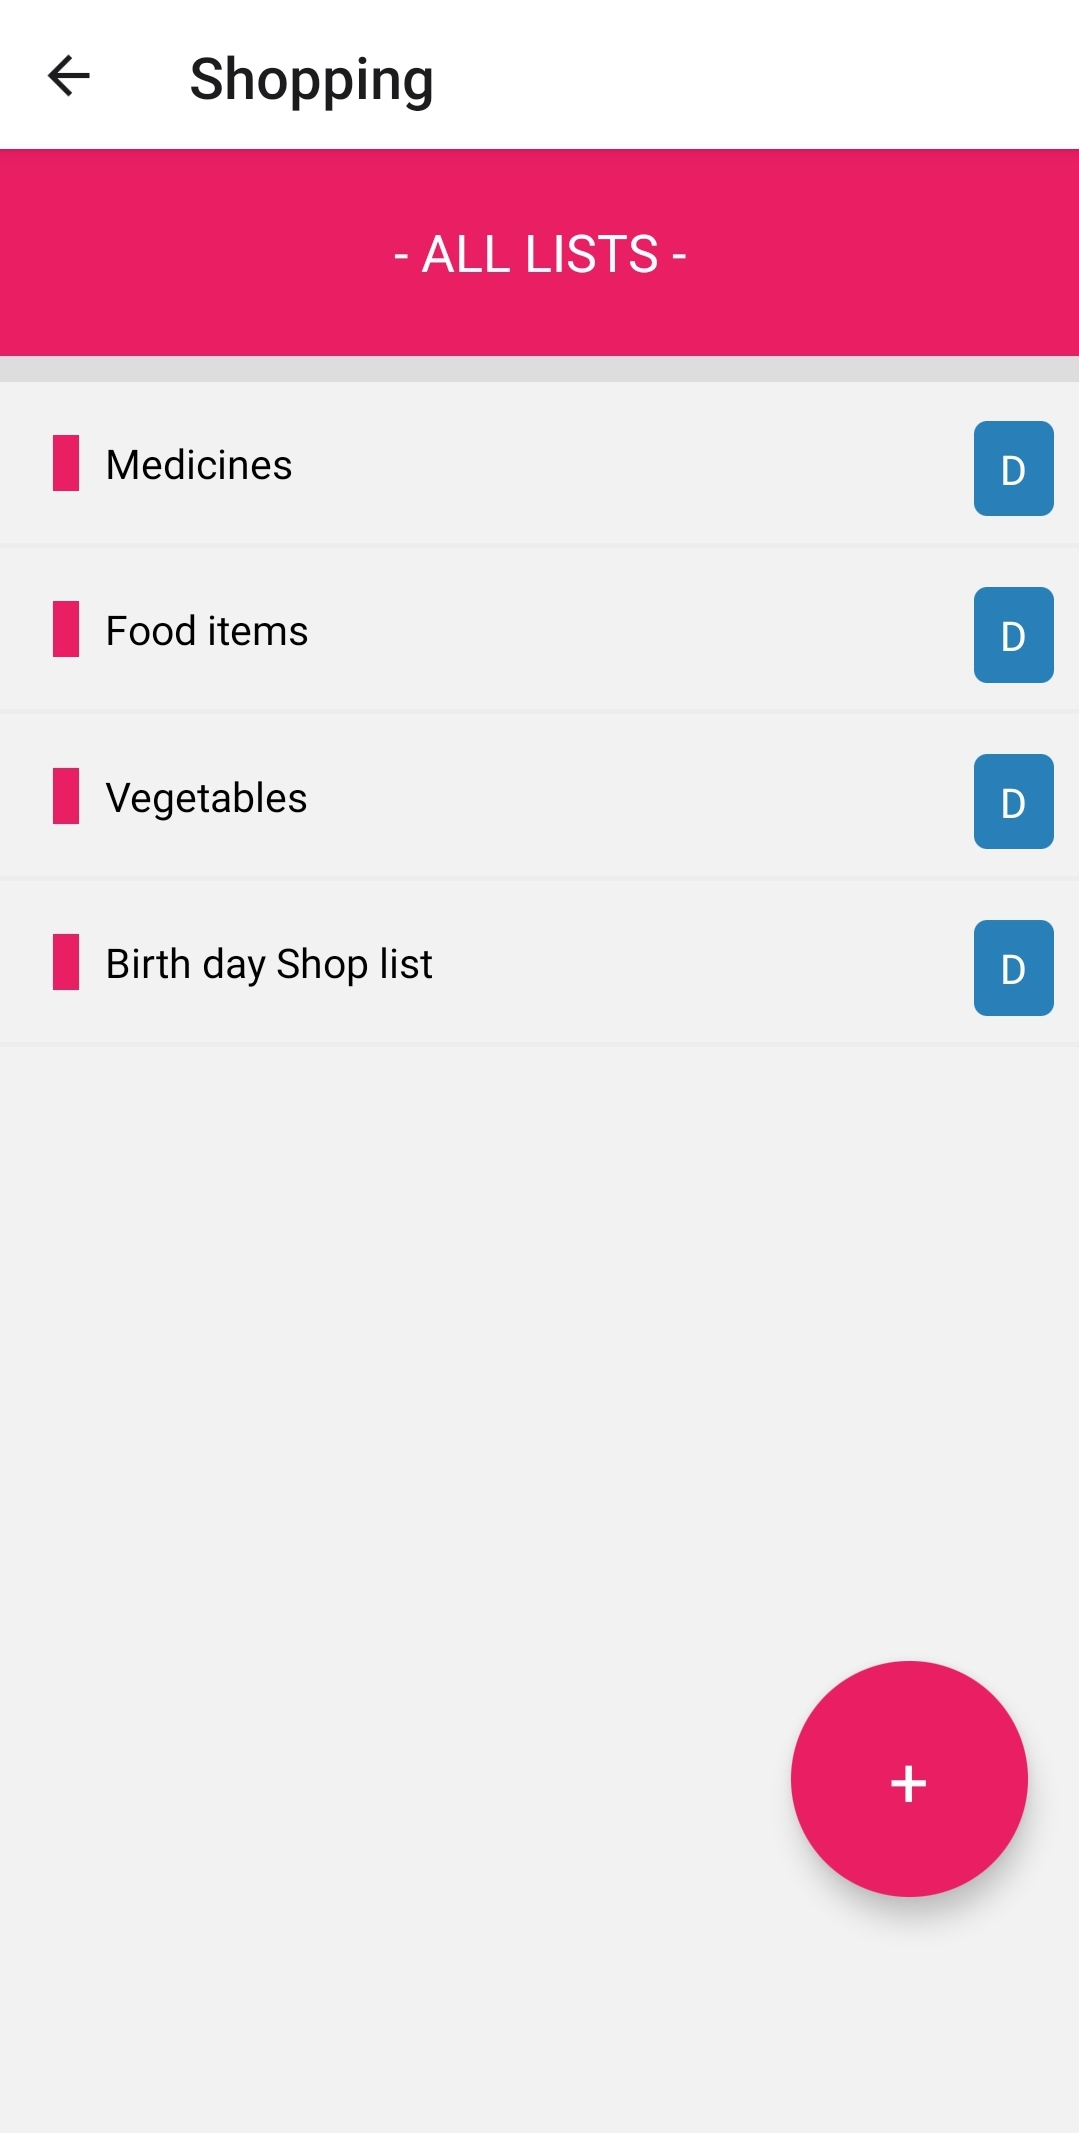 Shopping
- ALL LISTS -
Medicines
D
Food items
D
Vegetables
D
Birth day Shop list
D
+